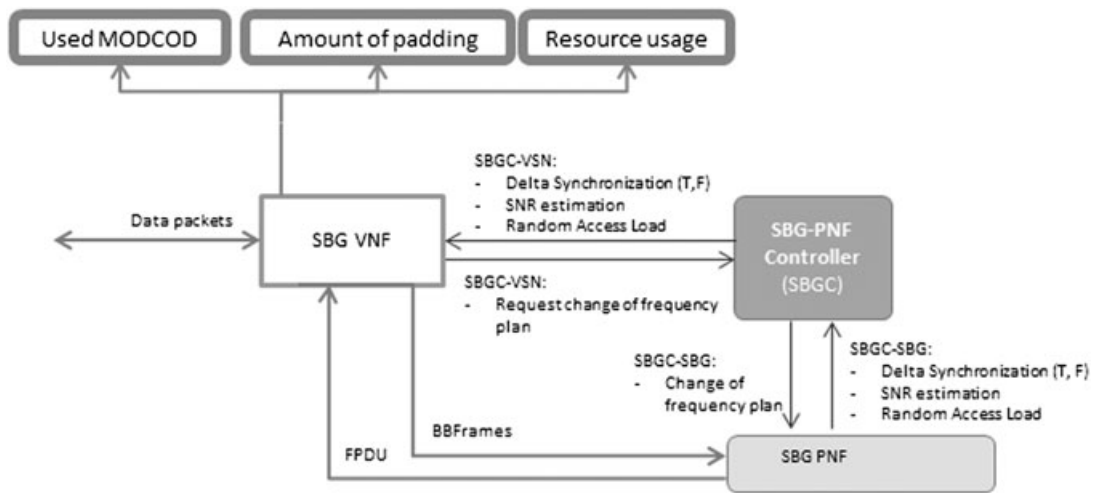 Used MODCOD
Amount of padding
Resource usage
SBGC-VSN:
- Delta Synchronization (T,F)
- SNR estimation
- Random Access Load
Data packets
SBG VNF
SBG-PNF
Controller
(SBGC)
SBGC-VSN:
- Request change of frequency
plan
SBGC-SBG:
- Change of
frequency plan
SBGC-SBG:
- Delta Synchronization (T, F)
- SNR estimation
- Random Access Load
BBFrames
FPDU
SBG PNF